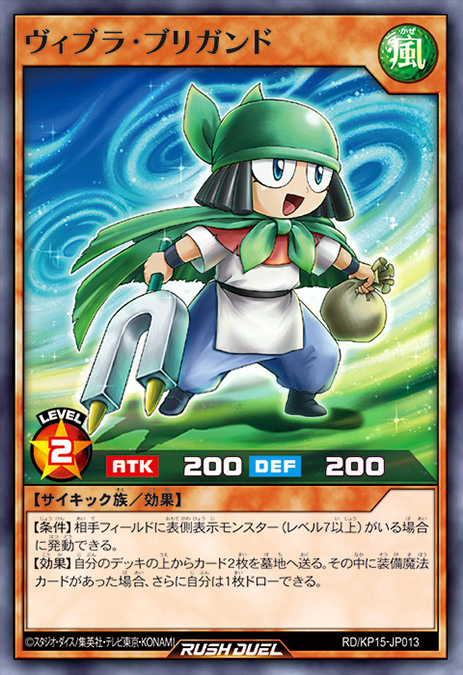 ヴィブラ・ブリガンド
かぜ
風
LEVEL
2
ATK 200 DEF 200
【サイキック族／効果】
【条件】相手フィールドに表側表示モンスター（レベル7以上）がいる場合
に発動できる。
【効果】自分のデッキの上からカード2枚を墓地へ送る。その中に装備魔法
カードがあった場合、さらに自分は1枚ドローできる。
©スタジオ・ダイス/集英社・テレビ東京・KONAMI
RUSH DUEL
RD/KP15-JP013